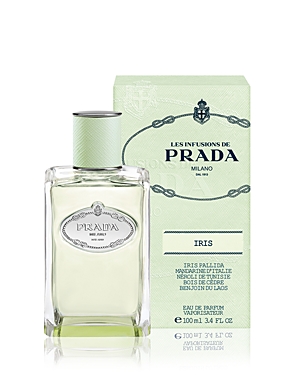 PRADA
LES INFUSIONS DE
PRADA
MILANO
DAL 1913
IRIS
IRIS PALLIDA
MANDARINE D'ITALIE
NÉROLI DE TUNISIE
BOIS DE CÈDRE
BENJOIN DU LAOS
EAU DE PARFUM
VAPORISATEUR
℮ 100 ml 3.4 FL. OZ